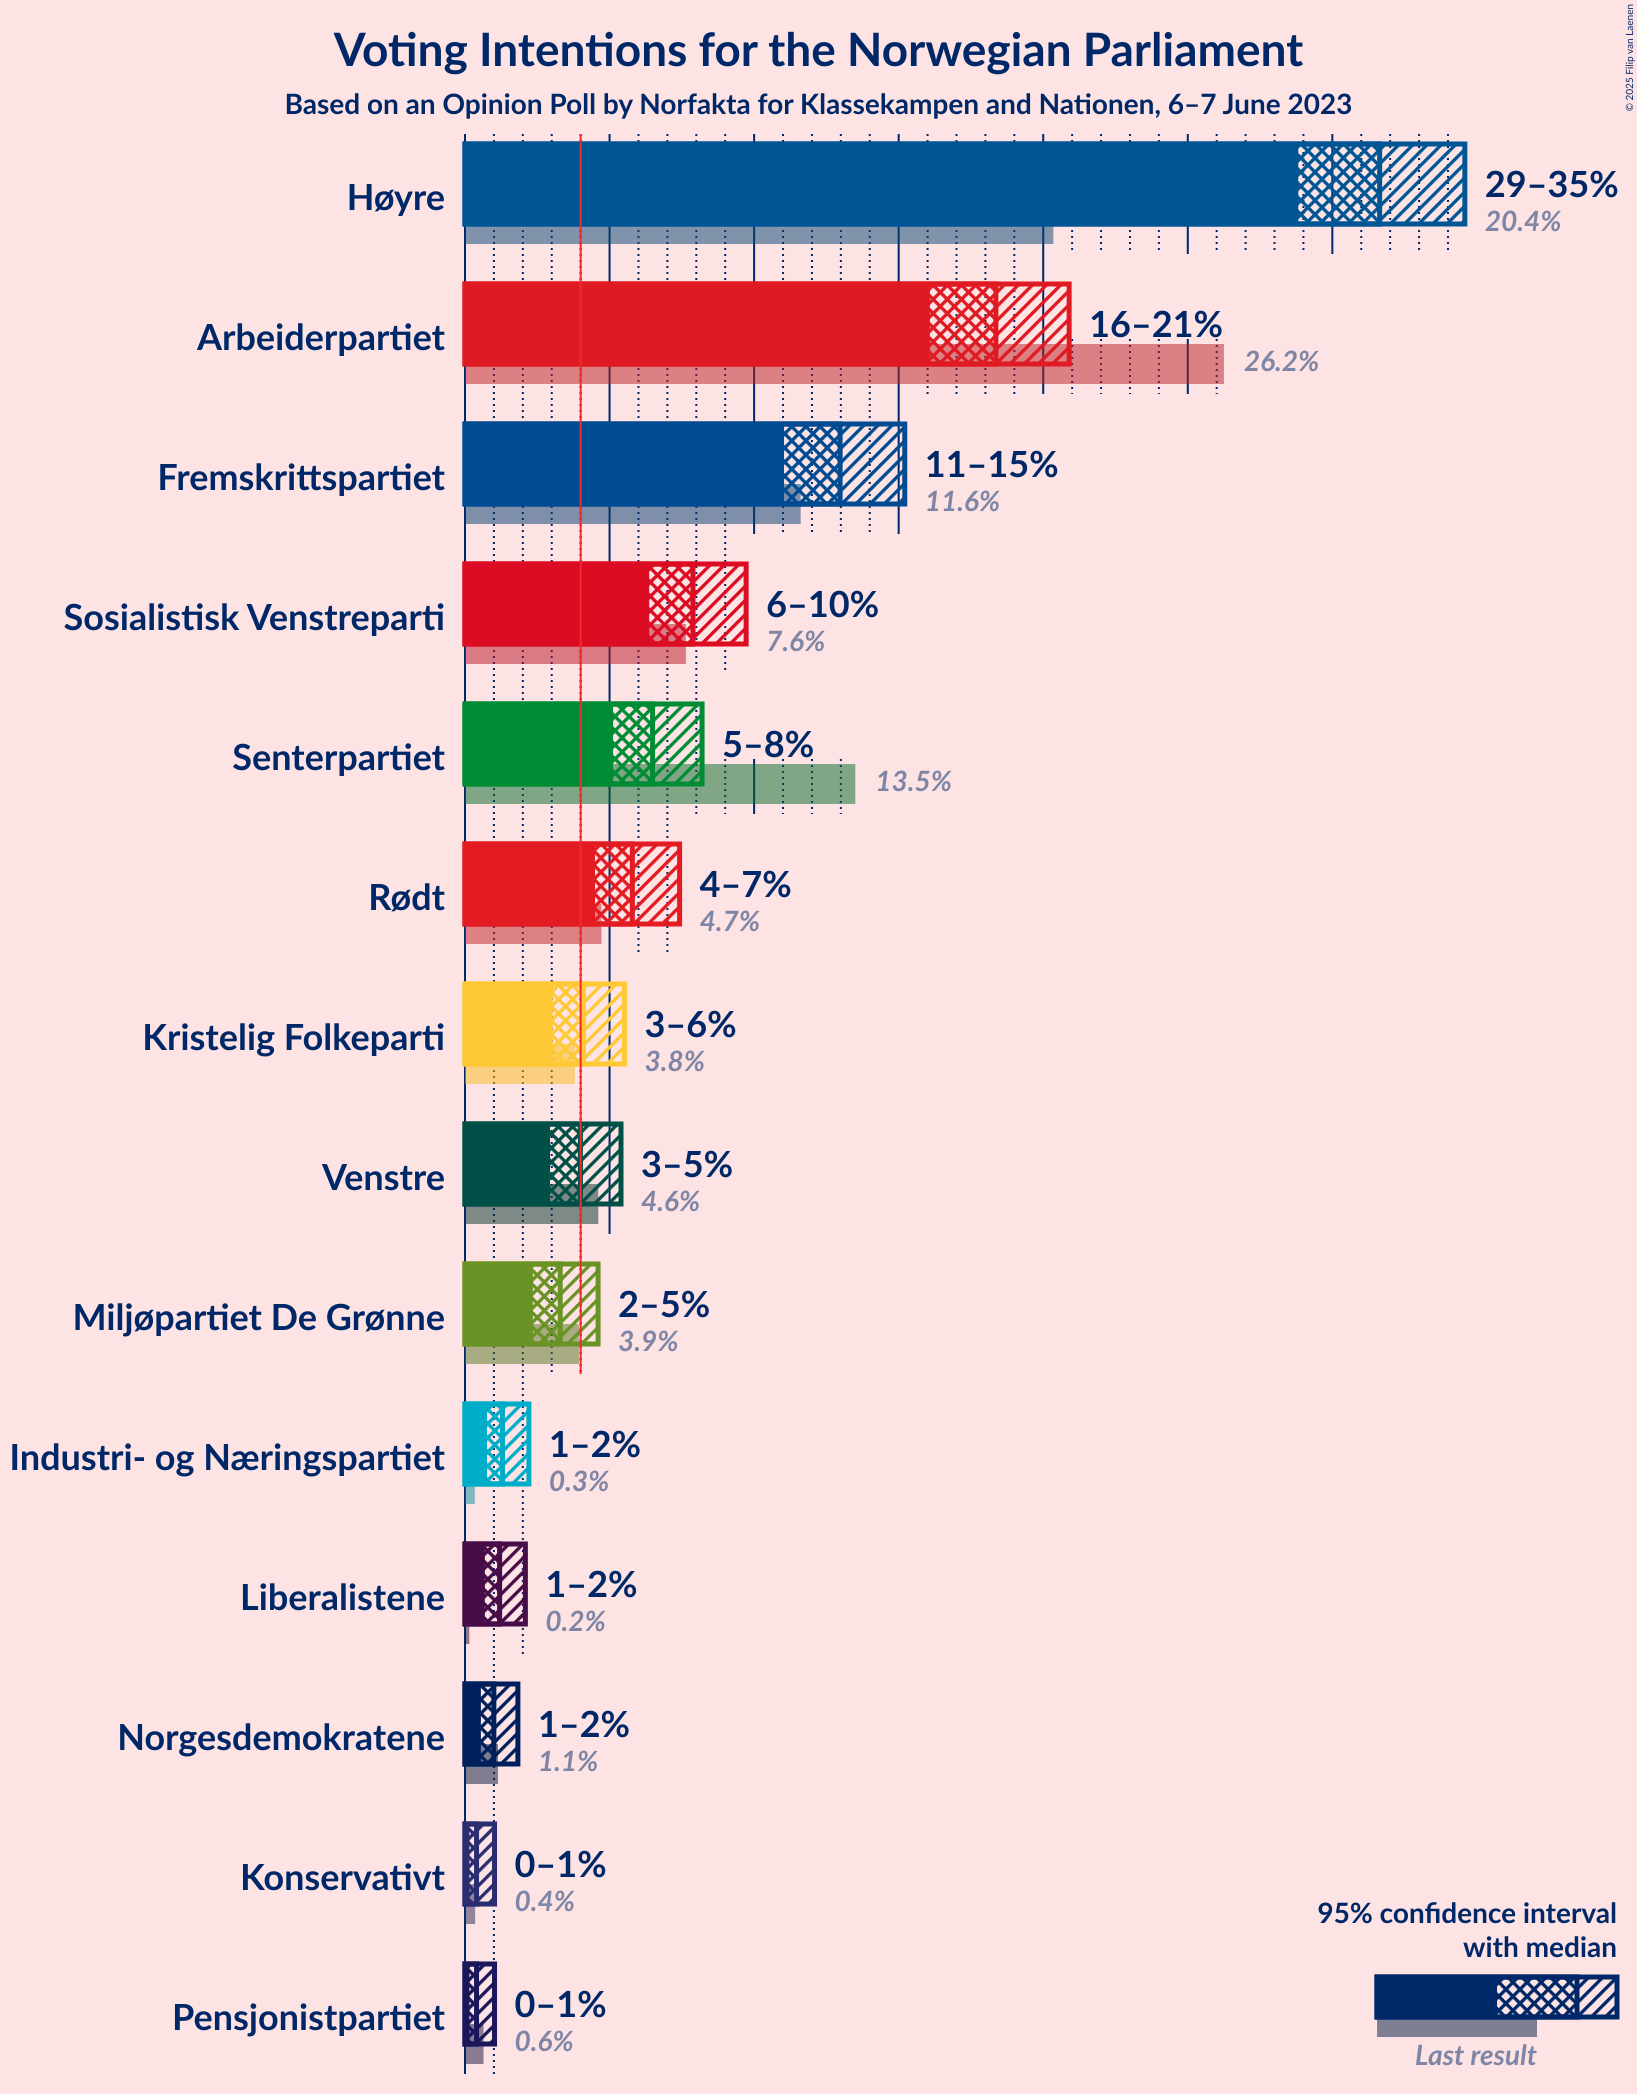 Voting Intentions for the Norwegian Parliament
Based on an Opinion Poll by Norfakta for Klassekampen and Nationen, 6–7 June 2023
© 2025 Filip van Laenen
Høyre
29–35%
20.4%
Arbeiderpartiet
16–21%
26.2%
Fremskrittspartiet
11–15%
11.6%
Sosialistisk Venstreparti
6–10%
7.6%
Senterpartiet
5–8%
13.5%
Rødt
4–7%
4.7%
Kristelig Folkeparti
3–6%
3.8%
Venstre
3–5%
4.6%
Miljøpartiet De Grønne
2–5%
3.9%
Industri- og Næringspartiet
1–2%
0.3%
Liberalistene
1–2%
0.2%
Norgesdemokratene
1–2%
1.1%
Konservativt
0–1%
0.4%
Pensjonistpartiet
0–1%
0.6%
95% confidence interval
with median
Last result